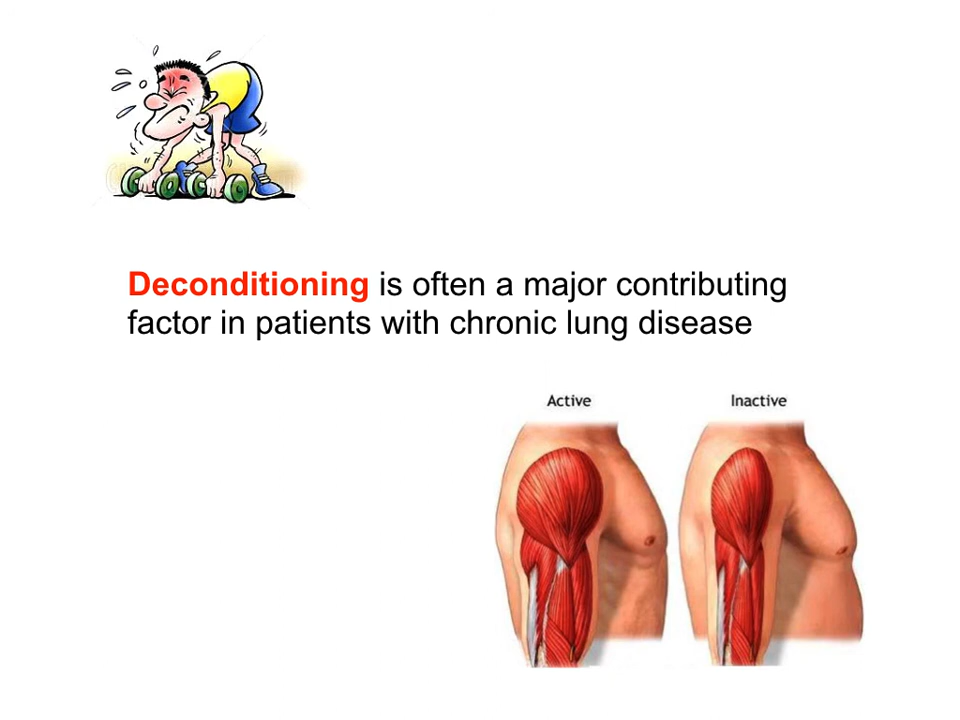 Deconditioning is often a major contributing
factor in patients with chronic lung disease
Active
Inactive